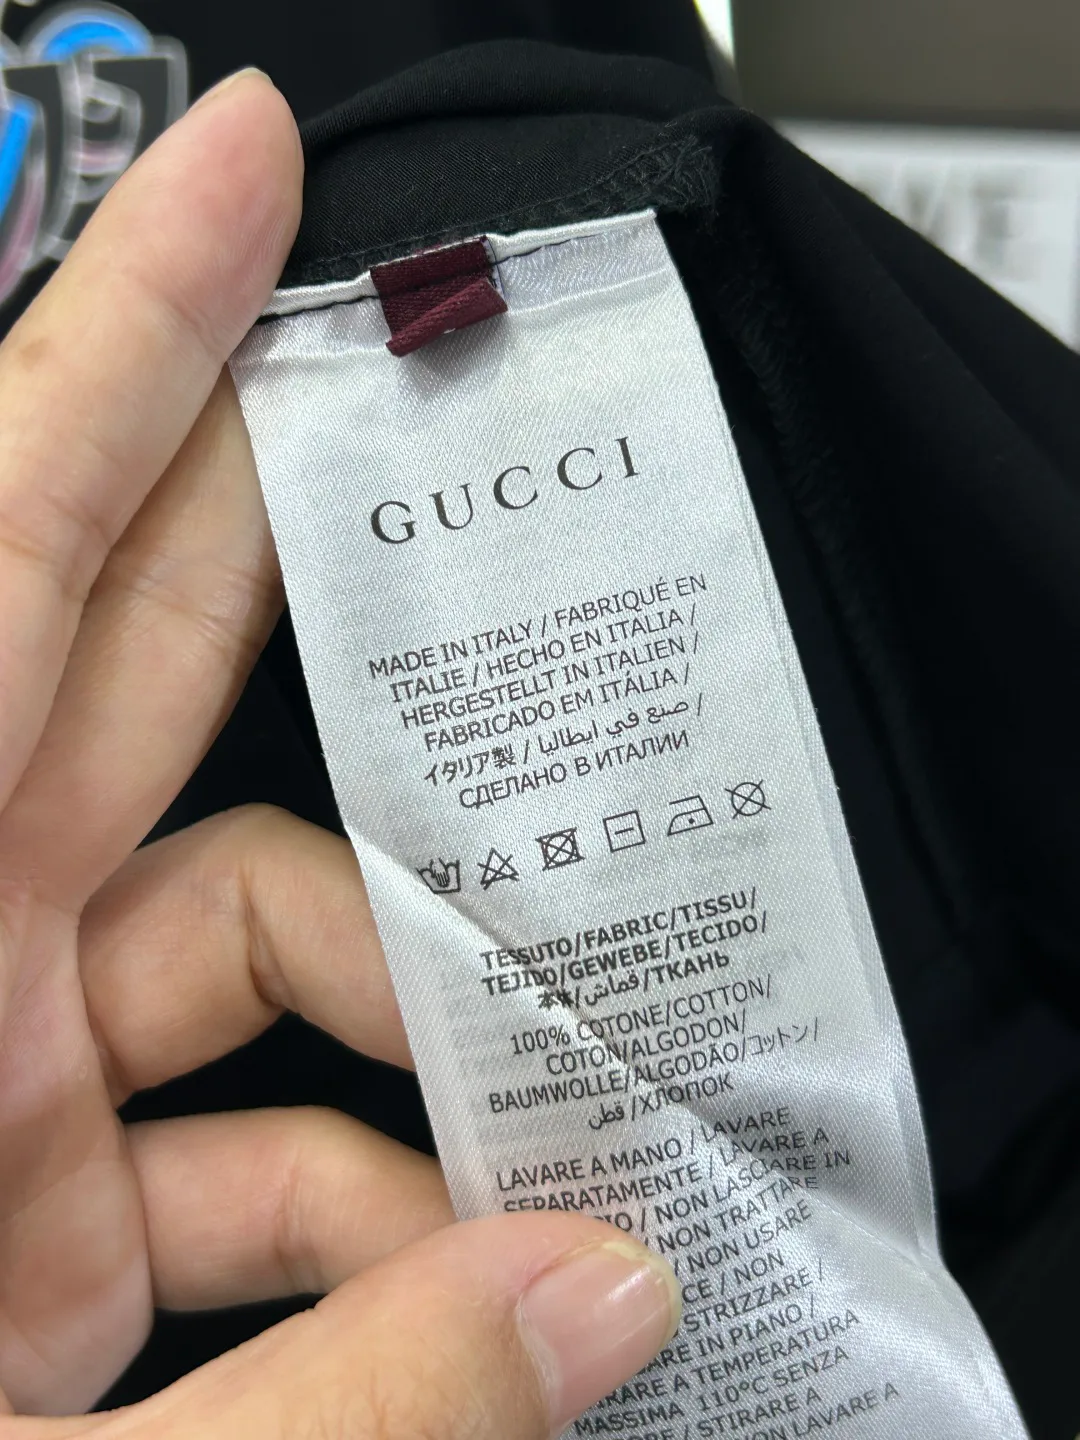 GUCCI
MADE IN ITALY / FABRIQUÉ EN
ITALIE / HECHO EN ITALIA /
HERGESTELLT IN ITALIEN /
FABRICADO EM ITÁLIA /
イタリア製 / صنع في ايطاليا /
СДЕЛАНО В ИТАЛИИ
TESSUTO/FABRIC/TISSU/
TEJIDO/GEWEBE/TECIDO/
قماش/ТКАНЬ
100% COTONE/COTTON/
COTON/ALGODON/
BAUMWOLLE/ALGODÃO/コットン/
قطن /ХЛОПОК
LAVARE A MANO / LAVARE
SEPARATAMENTE / LAVARE A
/ NON LASCIARE IN
/ NON TRATTARE
/ NON USARE
/ NON
STRIZZARE /
IN PIANO /
A TEMPERATURA
MASSIMA 110°C SENZA
/ STIRARE A
NON LAVARE A